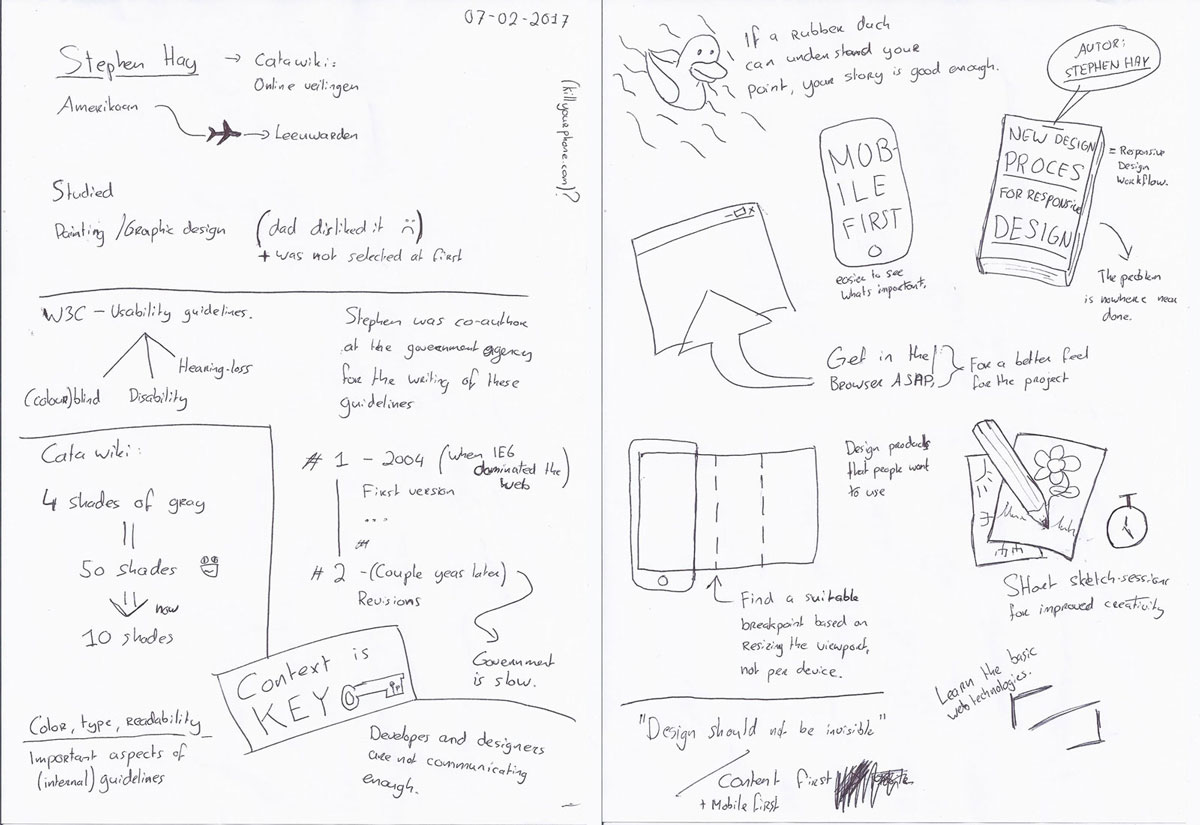 07-02-2017
Stephen Hay → Catawiki:
Online veilingen
Amerikaan
→ Leeuwarden
(killyourphone.com)?
Studied
Painting /Graphic design (dad disliked it :()
+ was not selected at first
W3C – Usability guidelines.
Hearing-loss
(colour)blind Disability
Stephen was co-author
at the government agency
for the writing of these
guidelines
Cata wiki:
4 shades of gray
||
50 shades
||
now
10 shades
# 1 – 2004 (when IE6
dominated the
web)
First version
...
#
# 2 -(Couple yeas later)
Revisions
Government
is slow.
Context is
KEY
Color, type, readability
Important aspects of
(internal) guidelines
Developes and designers
are not communicating
enough.
If a rubber duck
can understand your
point, your story is good enough.
AUTOR:
STEPHEN HAY
MOB-
ILE
FIRST
easier to see
whats important.
NEW DESIGN
PROCES
FOR RESPONSIVE
DESIGN
= Responsive
Design
workflow.
The problem
is nowhere near
done.
Get in the
Browser ASAP,
For a better feel
for the project
Design products
that people want
to use
Find a suitable
breakpoint based on
Resizing the viewport,
not per device.
Short sketch-sessions
for improved creativity
Learn the basic
web technologies.
"Design should not be invisible"
Content first
+ Mobile first